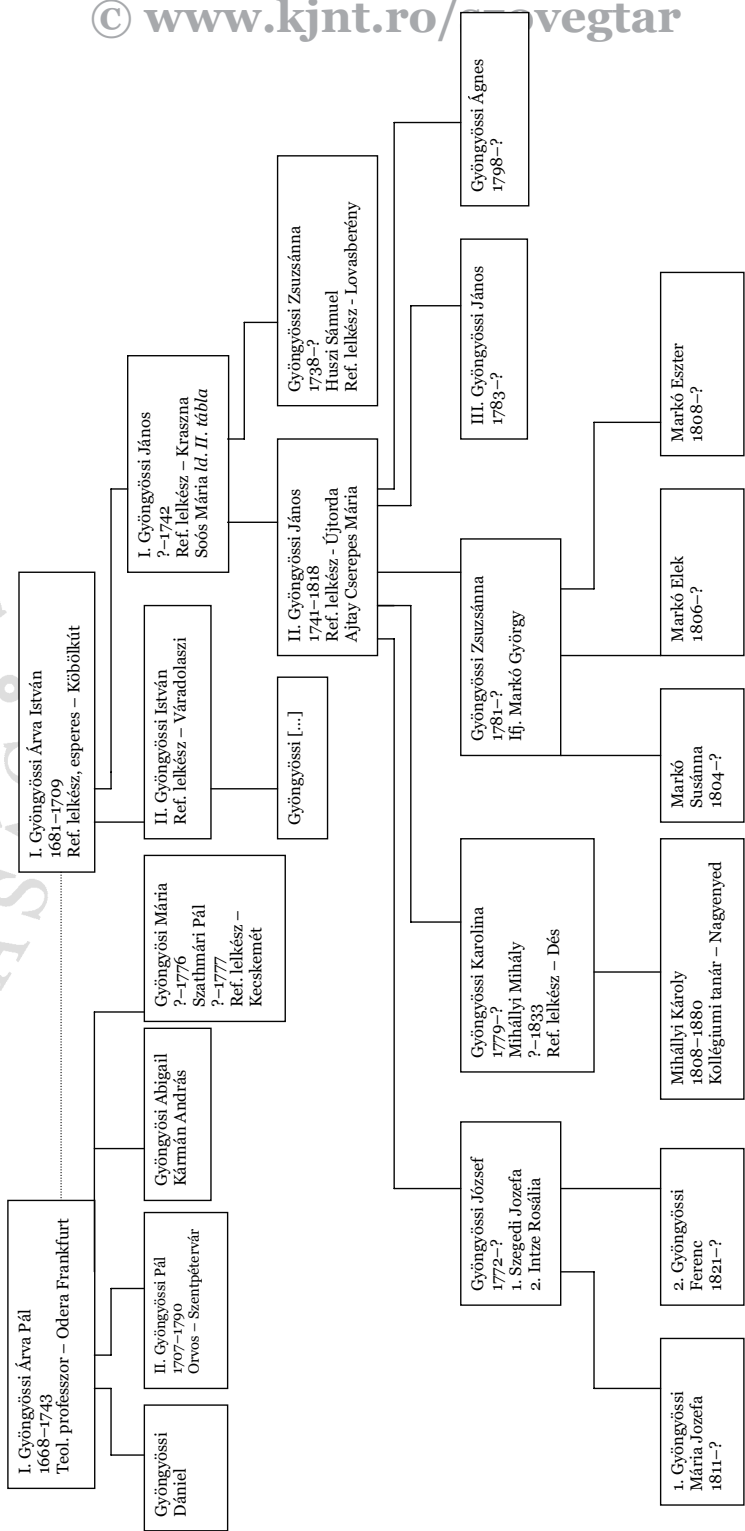 © www.kjnt.ro/szovegtar
I. Gyöngyössi Árva Pál
1668–1743
Teol. professzor – Odera Frankfurt
I. Gyöngyössi Árva István
1681–1709
Ref. lelkész, esperes – Köbölkút
Gyöngyössi
Dániel
II. Gyöngyössi Pál
1707–1790
Orvos – Szentpétervár
Gyöngyösi Abigail
Kármán András
Gyöngyösi Mária
?–1776
Szathmári Pál
?–1777
Ref. lelkész –
Kecskemét
II. Gyöngyössi István
Ref. lelkész – Váradolaszi
I. Gyöngyössi János
?–1742
Ref. lelkész – Kraszna
Soós Mária ld. II. tábla
Gyöngyössi [...]
II. Gyöngyössi János
1741–1818
Ref. lelkész - Újtorda
Ajtay Cserepes Mária
Gyöngyössi Zsuzsánna
1738–?
Huszi Sámuel
Ref. lelkész - Lovasberény
Gyöngyössi József
1772–?
1. Szegedi Jozefa
2. Intze Rosália
Gyöngyössi Karolina
1779–?
Mihállyi Mihály
?–1833
Ref. lelkész – Dés
Gyöngyössi Zsuzsánna
1781–?
Ifj. Markó György
III. Gyöngyössi János
1783–?
Gyöngyössi Ágnes
1798–?
1. Gyöngyössi
Mária Jozefa
1811–?
2. Gyöngyössi
Ferenc
1821–?
Mihállyi Károly
1808–1880
Kollégiumi tanár – Nagyenyed
Markó
Susánna
1804–?
Markó Elek
1806–?
Markó Eszter
1808–?